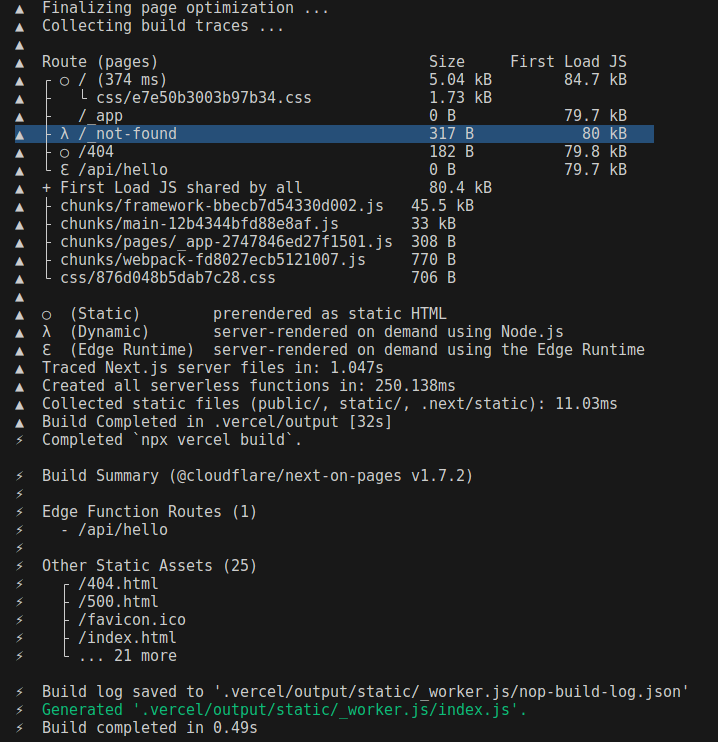 ▲  Finalizing page optimization ...
▲  Collecting build traces ...
▲
▲  Route (pages)                              Size     First Load JS
▲  ┌ ○ / (374 ms)                             5.04 kB        84.7 kB
▲  ├   └ css/e7e50b3003b97b34.css             1.73 kB
▲  ├   /_app                                  0 B            79.7 kB
▲  ├ λ /_not-found                            317 B            80 kB
▲  ├ ○ /404                                   182 B          79.8 kB
▲  └ ℇ /api/hello                             0 B            79.7 kB
▲  + First Load JS shared by all              80.4 kB
▲  ├ chunks/framework-bbecb7d54330d002.js   45.5 kB
▲  ├ chunks/main-12b4344bfd88e8af.js        33 kB
▲  ├ chunks/pages/_app-2747846ed27f1501.js  308 B
▲  ├ chunks/webpack-fd8027ecb5121007.js     770 B
▲  └ css/876d048b5dab7c28.css               706 B
▲
▲  ○  (Static)        prerendered as static HTML
▲  λ  (Dynamic)       server-rendered on demand using Node.js
▲  ℇ  (Edge Runtime)  server-rendered on demand using the Edge Runtime
▲  Traced Next.js server files in: 1.047s
▲  Created all serverless functions in: 250.138ms
▲  Collected static files (public/, static/, .next/static): 11.03ms
▲  Build Completed in .vercel/output [32s]
⚡  Completed `npx vercel build`.

⚡  Build Summary (@cloudflare/next-on-pages v1.7.2)
⚡
⚡  Edge Function Routes (1)
⚡    - /api/hello
⚡
⚡  Other Static Assets (25)
⚡    ┌ /404.html
⚡    ├ /500.html
⚡    ├ /favicon.ico
⚡    ├ /index.html
⚡    └ ... 21 more

⚡  Build log saved to '.vercel/output/static/_worker.js/nop-build-log.json'
⚡  Generated '.vercel/output/static/_worker.js/index.js'.
⚡  Build completed in 0.49s